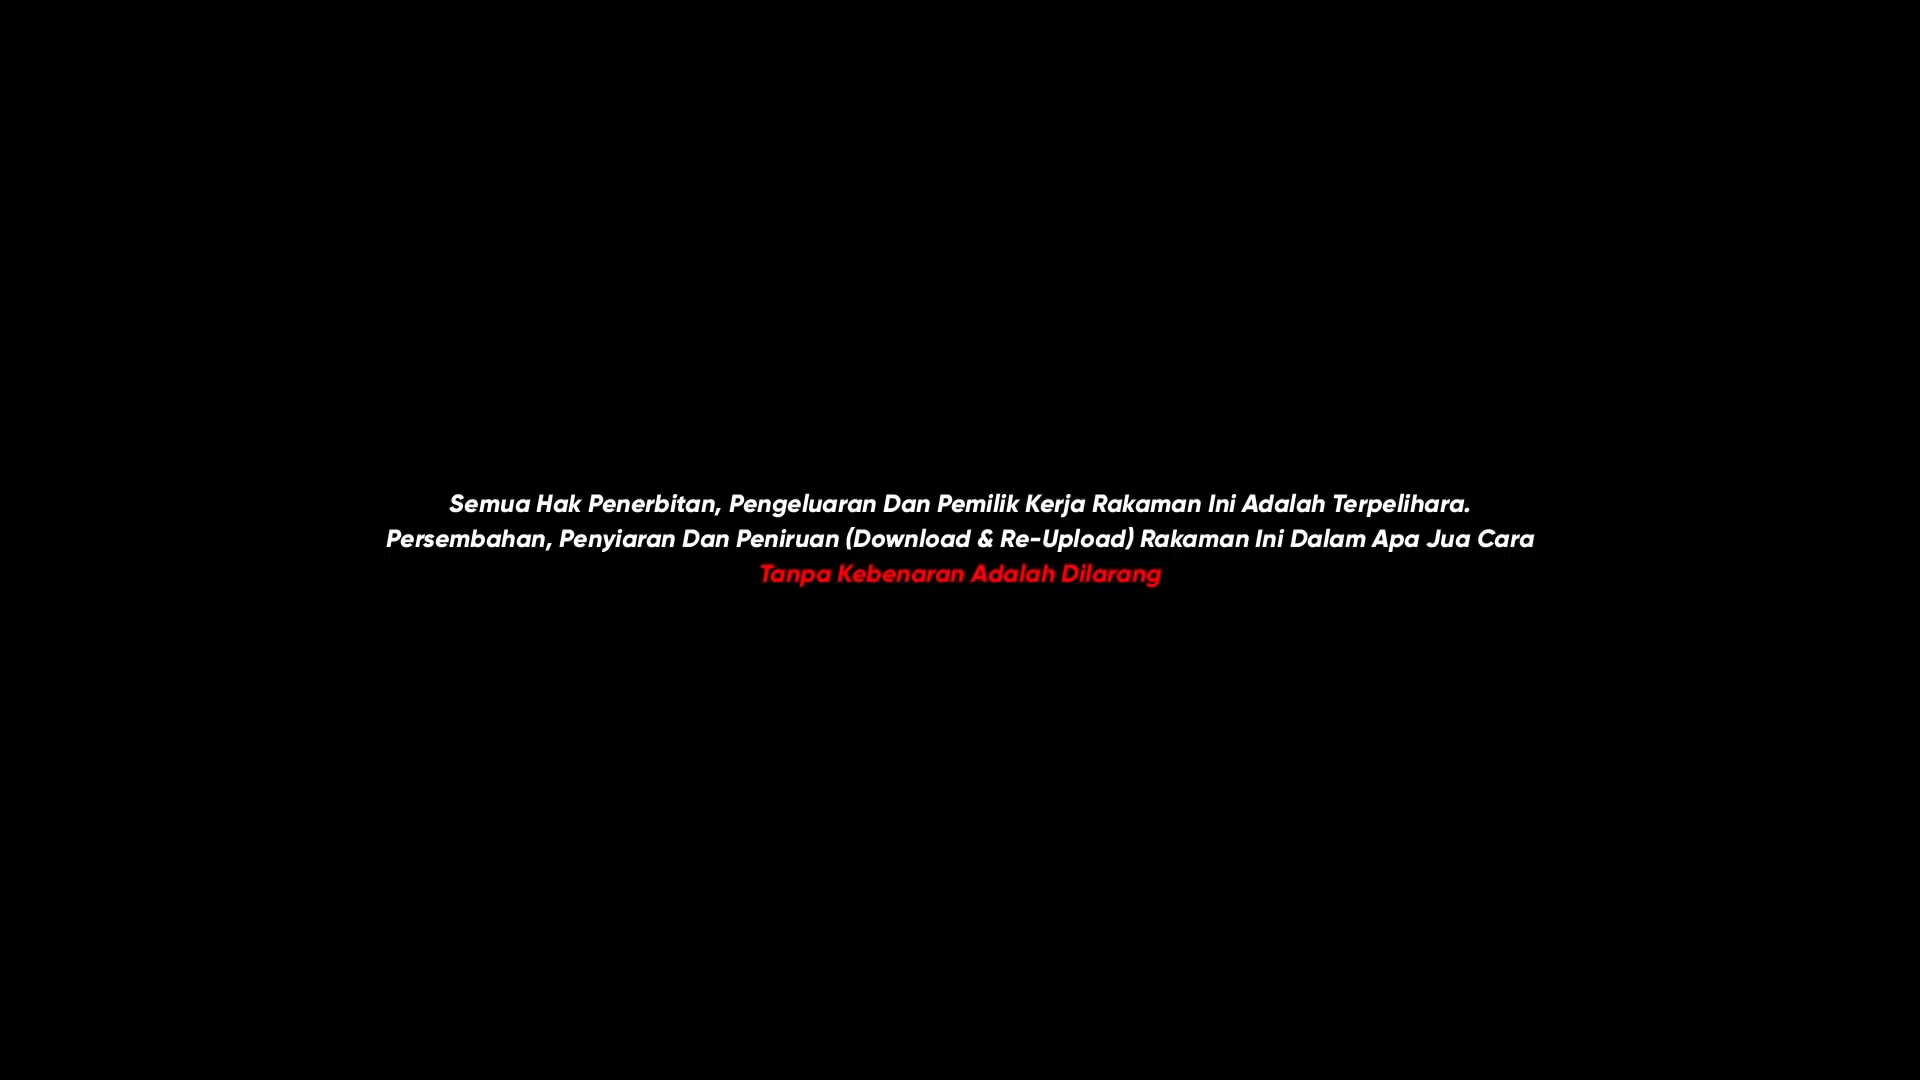 Semua Hak Penerbitan, Pengeluaran Dan Pemilik Kerja Rakaman Ini Adalah Terpelihara.
Persembahan, Penyiaran Dan Peniruan (Download & Re-Upload) Rakaman Ini Dalam Apa Jua Cara
Tanpa Kebenaran Adalah Dilarang